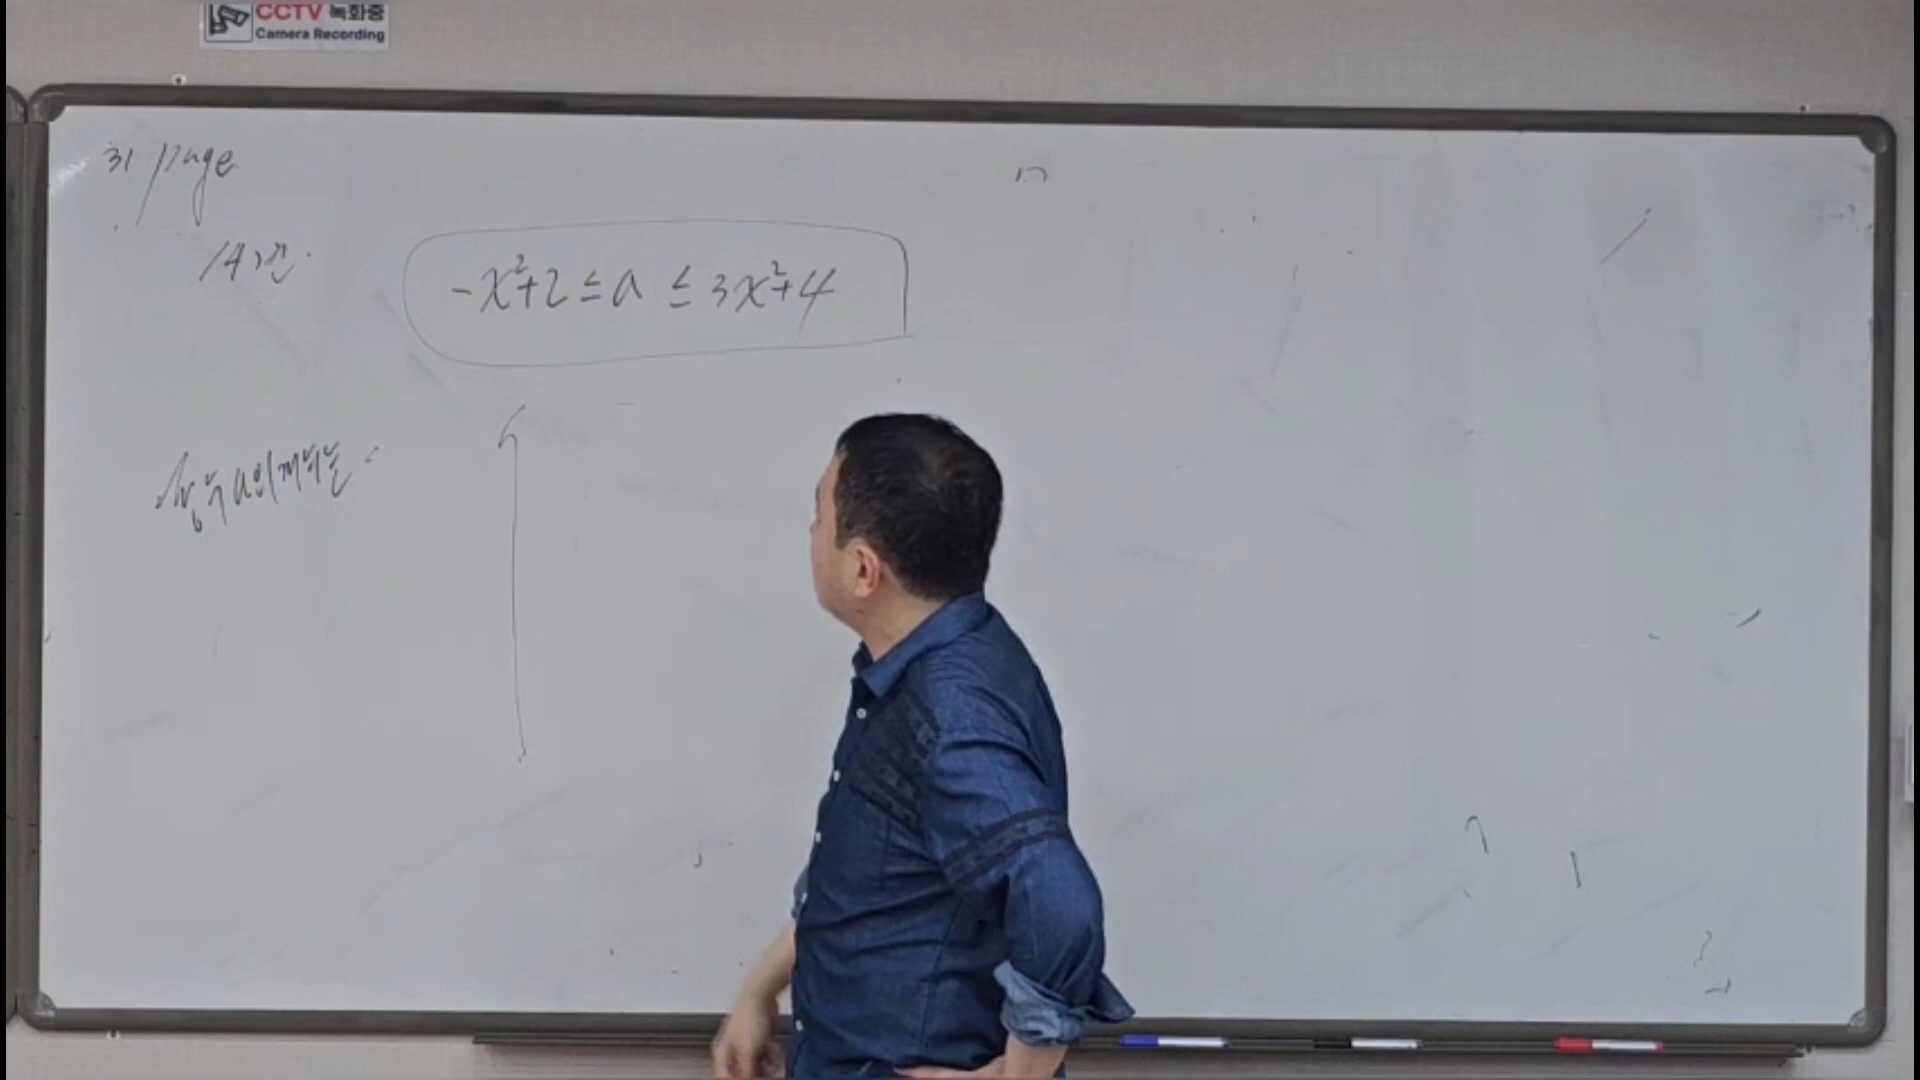 CCTV 녹화중
Camera Recording
31 page
14번.
-x²+2 ≤ a ≤ 3x²+4
상수 a의 개수는